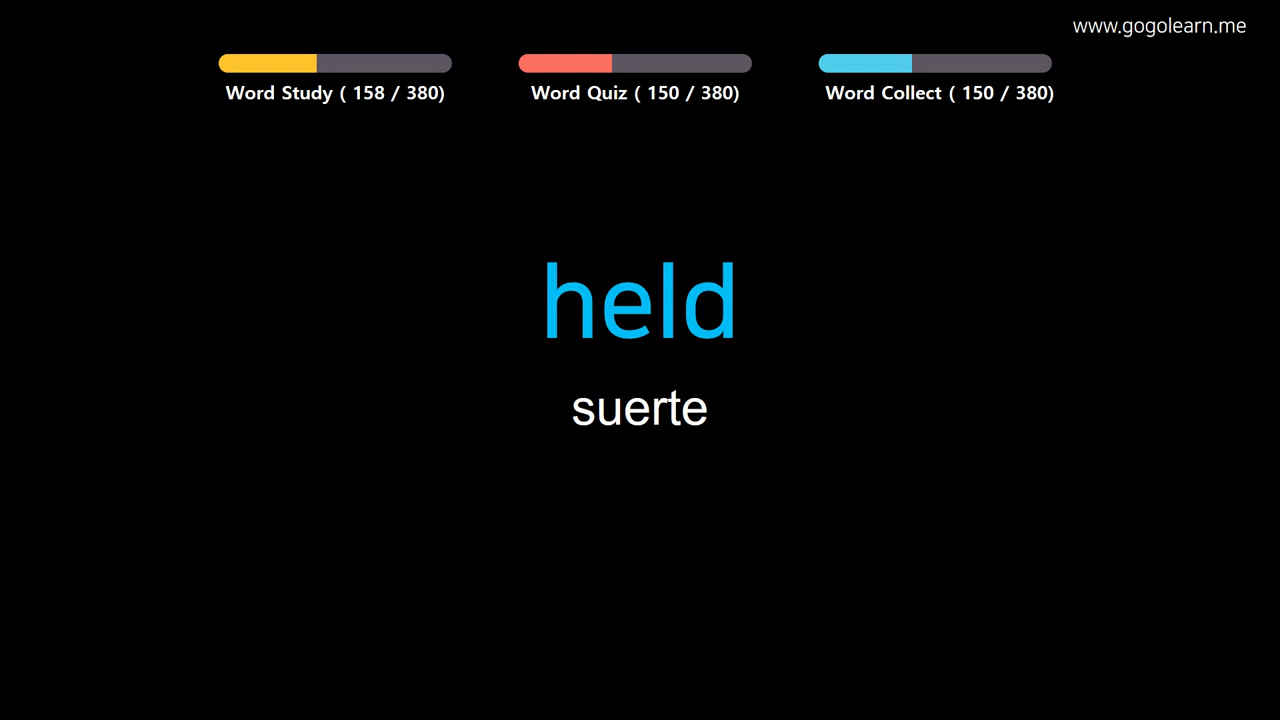 www.gogolearn.me
Word Study ( 158 / 380)
Word Quiz ( 150 / 380)
Word Collect ( 150 / 380)
held
suerte